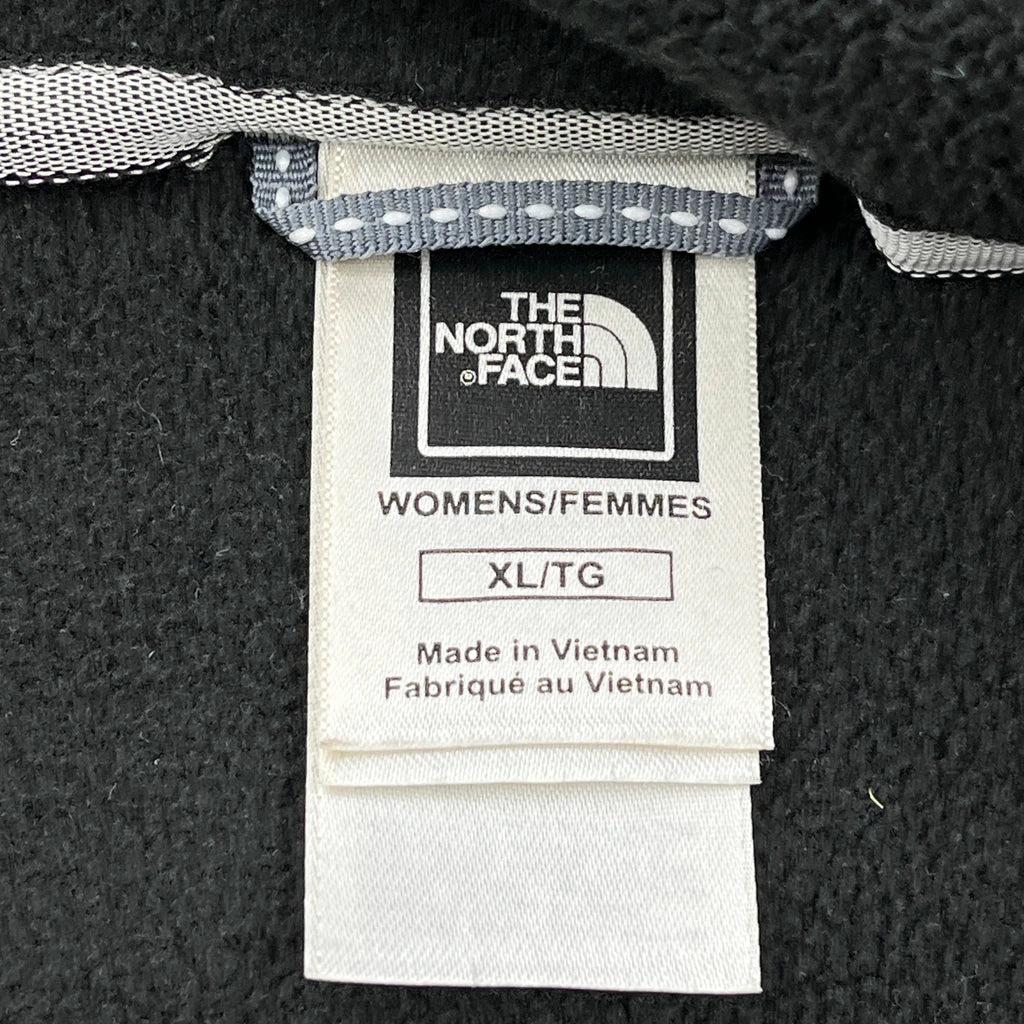 THE
NORTH
®FACE
WOMENS/FEMMES
XL/TG
Made in Vietnam
Fabriqué au Vietnam